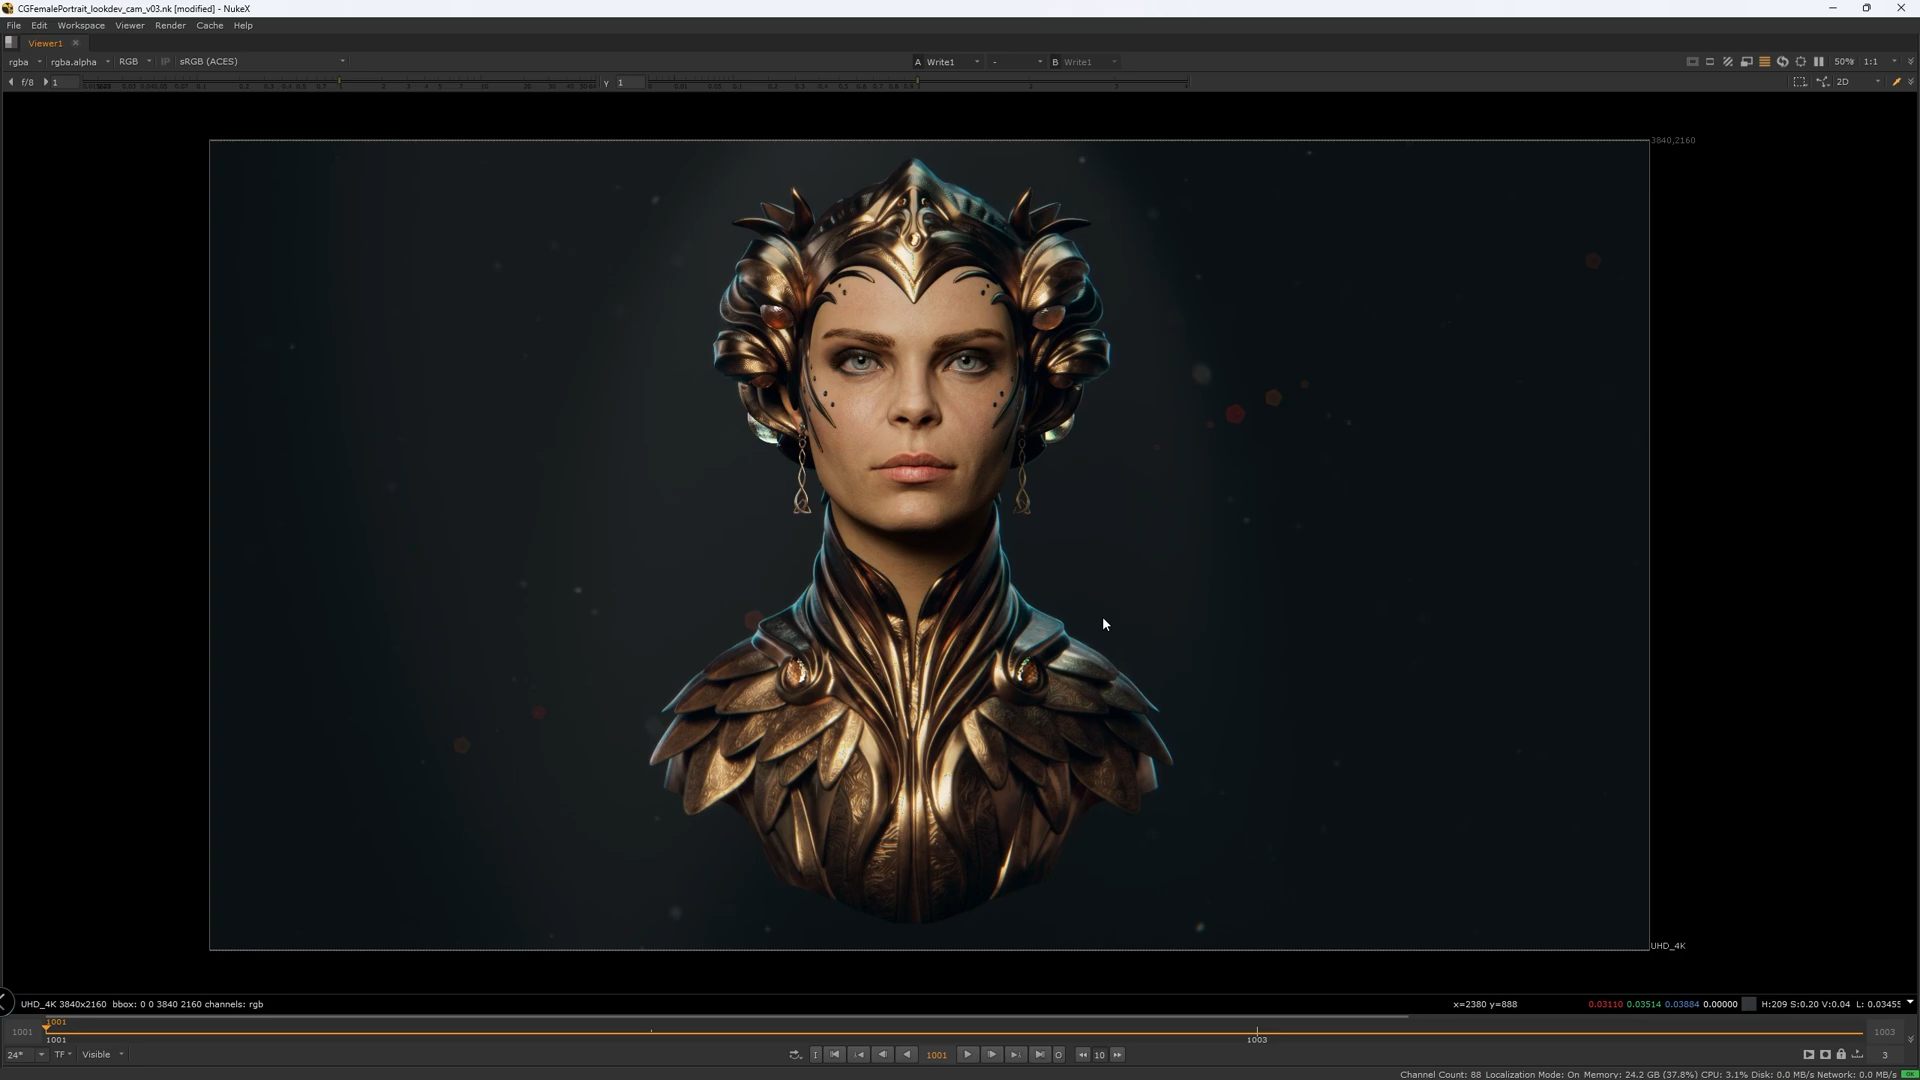 CGFemalePortrait_lookdev_cam_v03.nk [modified] - NukeX
File Edit Workspace Viewer Render Cache Help
Viewer1
rgba rgba.alpha RGB IP sRGB (ACES) A Write1 - B Write1 50% 1:1
f/8 1 Y 1 2D
3840,2160
UHD_4K
UHD_4K 3840x2160 bbox: 0 0 3840 2160 channels: rgb x=2380 y=888 0.03110 0.03514 0.03884 0.00000 H:209 S:0.20 V:0.04 L: 0.03455
1001
1001 1003
1001 1003
24* TF Visible I 1001 O 10 3
Channel Count: 88 Localization Mode: On Memory: 24.2 GB (37.8%) CPU: 3.1% Disk: 0.0 MB/s Network: 0.0 MB/s OK